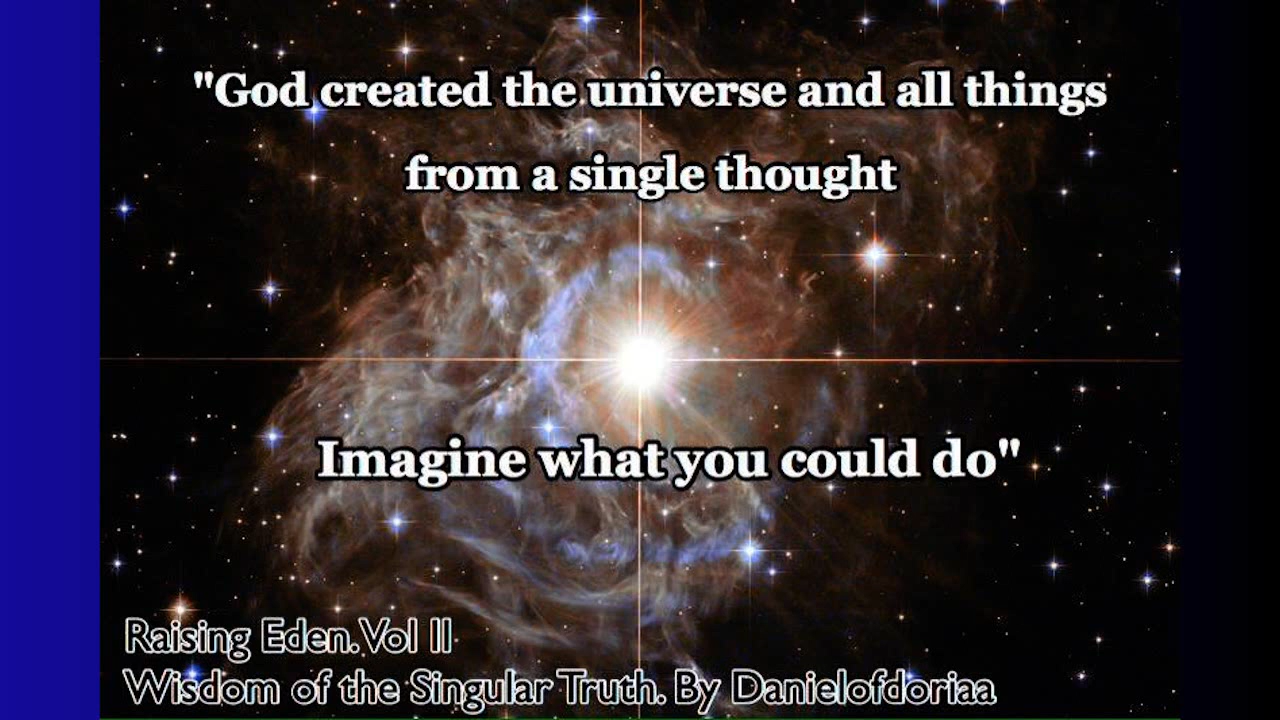 "God created the universe and all things
from a single thought
Imagine what you could do"
Raising Eden. Vol II
Wisdom of the Singular Truth. By Danielofdoriaa